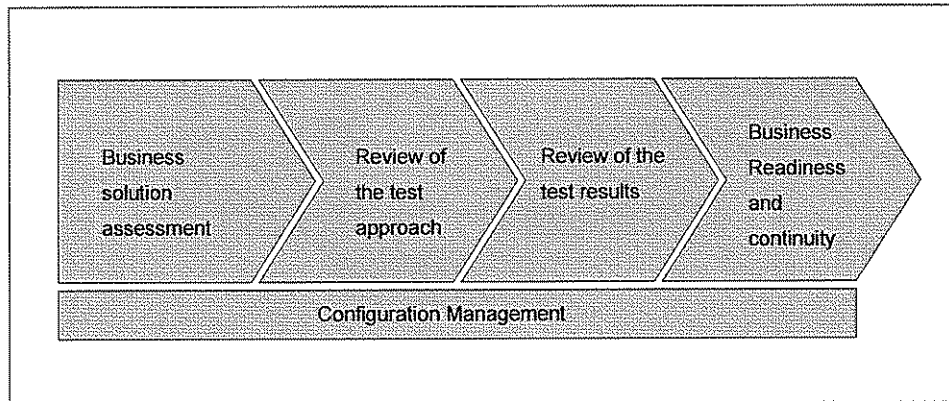 Business
solution
assessment
Review of
the test
approach
Review of the
test results
Business
Readiness
and
continuity
Configuration Management